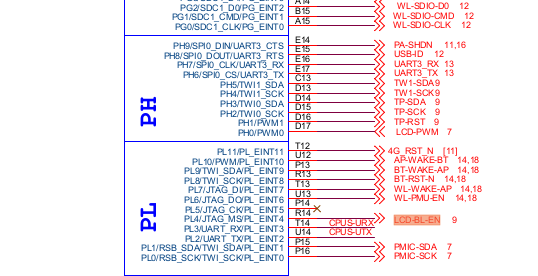 A14 WL-SDIO-D0 12
PG2/SDC1_D0/PG_EINT2 B15
PG1/SDC1_CMD/PG_EINT1 A15 WL-SDIO-CMD 12
PG0/SDC1_CLK/PG_EINT0 WL-SDIO-CLK 12
PH
PH9/SPI0_DIN/UART3_CTS E14 PA-SHDN 11,16
PH8/SPI0_DOUT/UART3_RTS E15 USB-ID 12
PH7/SPI0_CLK/UART3_RX E16 UART3_RX 13
PH6/SPI0_CS/UART3_TX E17 UART3_TX 13
PH5/TWI1_SDA C13 TW1-SDA9
PH4/TWI1_SCK D13 TW1-SCK9
PH3/TWI0_SDA D14 TP-SDA 9
PH2/TWI0_SCK D15 TP-SCK 9
PH1/PWM1 D16 TP-RST 9
PH0/PWM0 D17 LCD-PWM 7
PL
PL11/PL_EINT11 T12 4G_RST_N [11]
PL10/PWM/PL_EINT10 U12 AP-WAKE-BT 14,18
PL9/TWI_SDA/PL_EINT9 P13 BT-WAKE-AP 14,18
PL8/TWI_SCK/PL_EINT8 R13 BT-RST-N 14,18
PL7/JTAG_DI/PL_EINT7 T13 WL-WAKE-AP 14,18
PL6/JTAG_DO/PL_EINT6 U13 WL-PMU-EN 14,18
PL5/JTAG_CK/PL_EINT5 P14
PL4/JTAG_MS/PL_EINT4 R14 LCD-BL-EN 9
PL3/UART_RX/PL_EINT3 T14 CPUS-URX
PL2/UART_TX/PL_EINT2 U14 CPUS-UTX
PL1/RSB_SDA/TWI_SDA/PL_EINT1 P15 PMIC-SDA 7
PL0/RSB_SCK/TWI_SCK/PL_EINT0 P16 PMIC-SCK 7